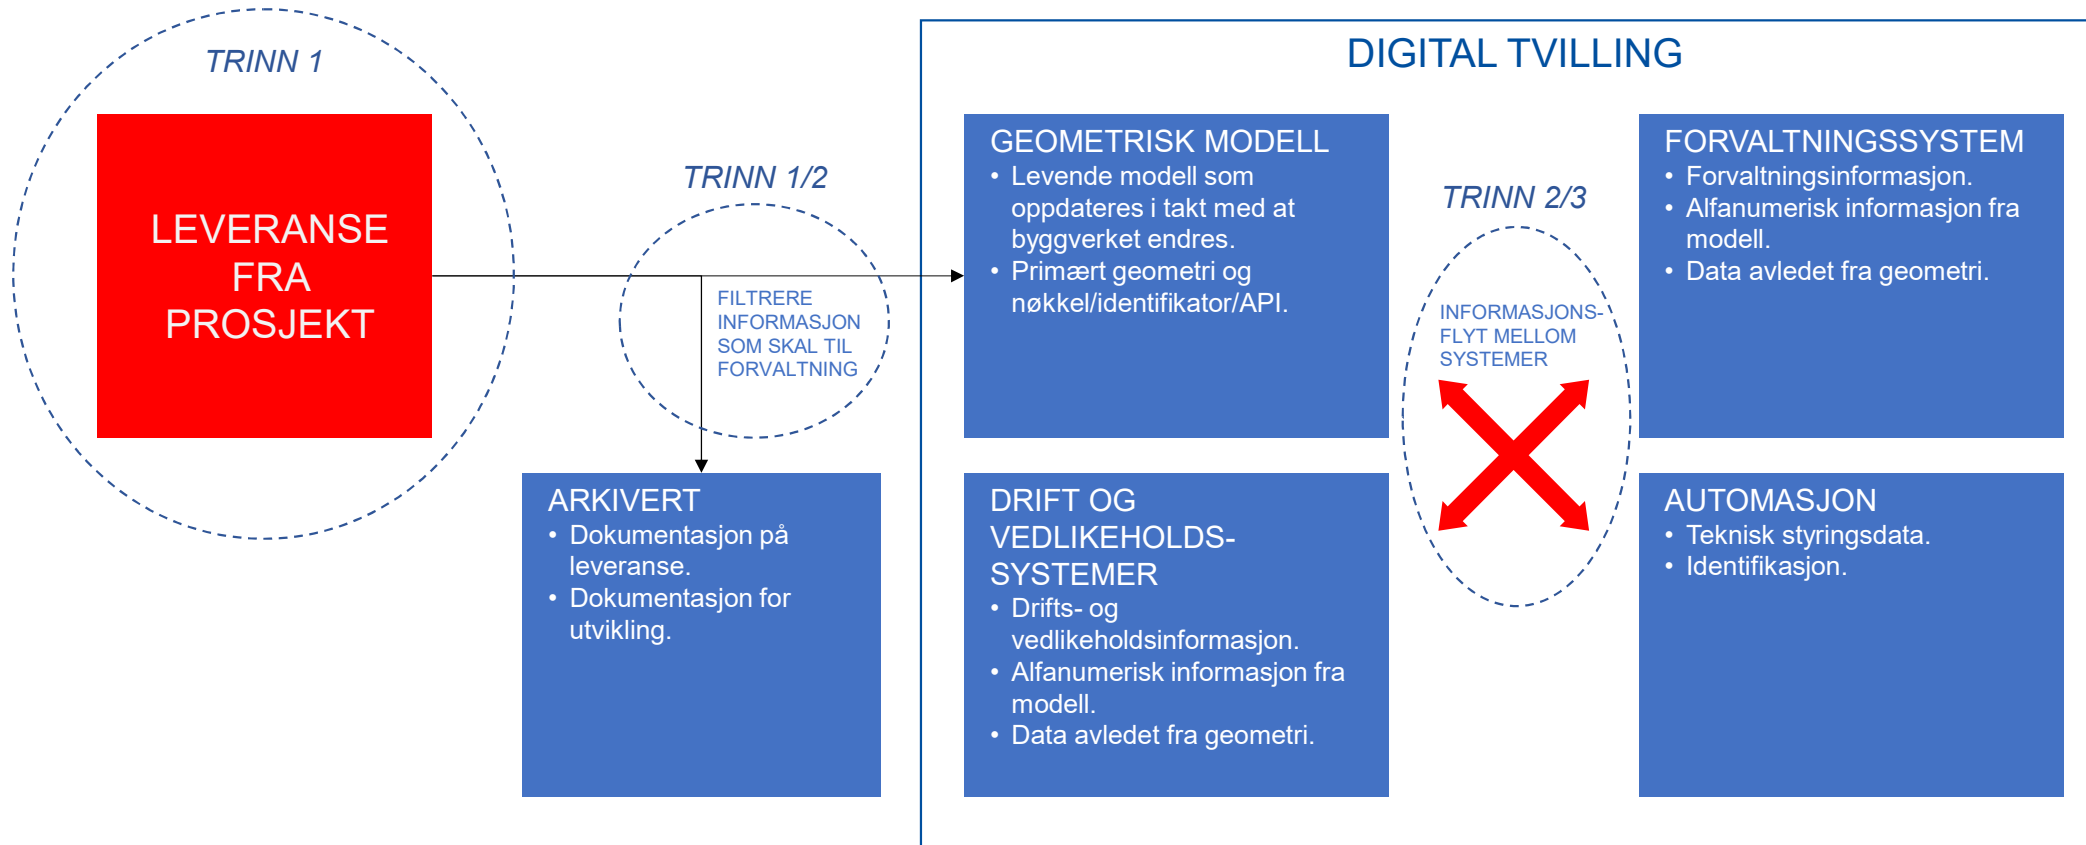 TRINN 1
LEVERANSE
FRA
PROSJEKT
TRINN 1/2
FILTRERE
INFORMASJON
SOM SKAL TIL
FORVALTNING
ARKIVERT
• Dokumentasjon på
leveranse.
• Dokumentasjon for
utvikling.
DIGITAL TVILLING
GEOMETRISK MODELL
• Levende modell som
oppdateres i takt med at
byggverket endres.
• Primært geometri og
nøkkel/identifikator/API.
DRIFT OG
VEDLIKEHOLDS-
SYSTEMER
• Drifts- og
vedlikeholdsinformasjon.
• Alfanumerisk informasjon fra
modell.
• Data avledet fra geometri.
TRINN 2/3
INFORMASJONS-
FLYT MELLOM
SYSTEMER
FORVALTNINGSSYSTEM
• Forvaltningsinformasjon.
• Alfanumerisk informasjon fra
modell.
• Data avledet fra geometri.
AUTOMASJON
• Teknisk styringsdata.
• Identifikasjon.